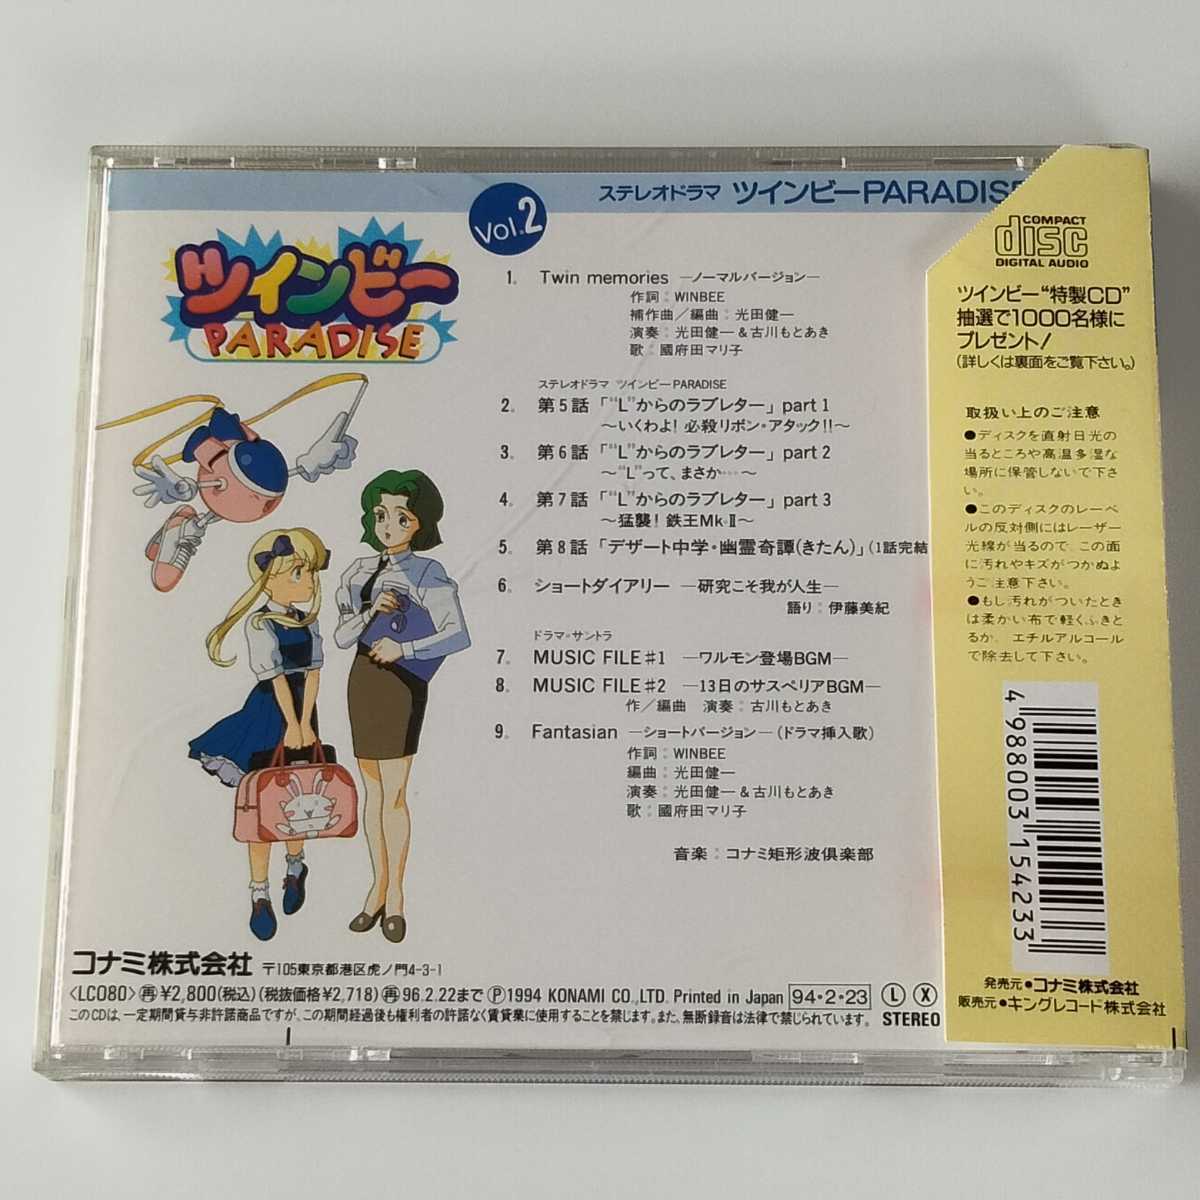 ステレオドラマ ツインビーPARADISE
Vol.2
ツインビー
PARADISE
1. Twin memories —ノーマルバージョン—
作詞：WINBEE
補作曲／編曲：光田健一
演奏：光田健一＆古川もとあき
歌：國府田マリ子
ステレオドラマ ツインビーPARADISE
2. 第5話「“L”からのラブレター」part 1
〜いくわよ! 必殺リボン・アタック!!〜
3. 第6話「“L”からのラブレター」part 2
〜“L”って、まさか…〜
4. 第7話「“L”からのラブレター」part 3
〜猛襲! 鉄王Mk・Ⅱ〜
5. 第8話「デザート中学・幽霊奇譚(きたん)」(1話完結
6. ショートダイアリー —研究こそ我が人生—
語り：伊藤美紀
ドラマ・サントラ
7. MUSIC FILE♯1 —ワルモン登場BGM—
8. MUSIC FILE♯2 —13日のサスペリアBGM—
作／編曲 演奏：古川もとあき
9. Fantasian —ショートバージョン—(ドラマ挿入歌)
作詞：WINBEE
編曲：光田健一
演奏：光田健一＆古川もとあき
歌：國府田マリ子
音楽：コナミ矩形波倶楽部
コナミ株式会社 〒105東京都港区虎ノ門4-3-1
〈LC080〉㊢¥2,800(税込)(税抜価格¥2,718)㊢96.2.22まで Ⓟ1994 KONAMI CO.,LTD. Printed in Japan 94・2・23 Ⓛ Ⓧ
このCDは、一定期間貸与非許諾商品ですが、この期間経過後も権利者の許諾なく賃貸業に使用することを禁じます。また、無断録音は法律で禁じられています。 STEREO
COMPACT
disc
DIGITAL AUDIO
ツインビー“特製CD”
抽選で1000名様に
プレゼント!
(詳しくは裏面をご覧下さい。)
取扱い上のご注意
●ディスクを直射日光の
当るところや高温多湿な
場所に保管しないで下さ
い。
●このディスクのレーベ
ルの反対側にはレーザー
光線が当るので、この面
に汚れやキズがつかぬよ
うご注意下さい。
●もし汚れがついたとき
は柔かい布で軽くふきと
るか、エチルアルコール
で除去して下さい。
4 988003 154233
発売元●コナミ株式会社
販売元●キングレコード株式会社